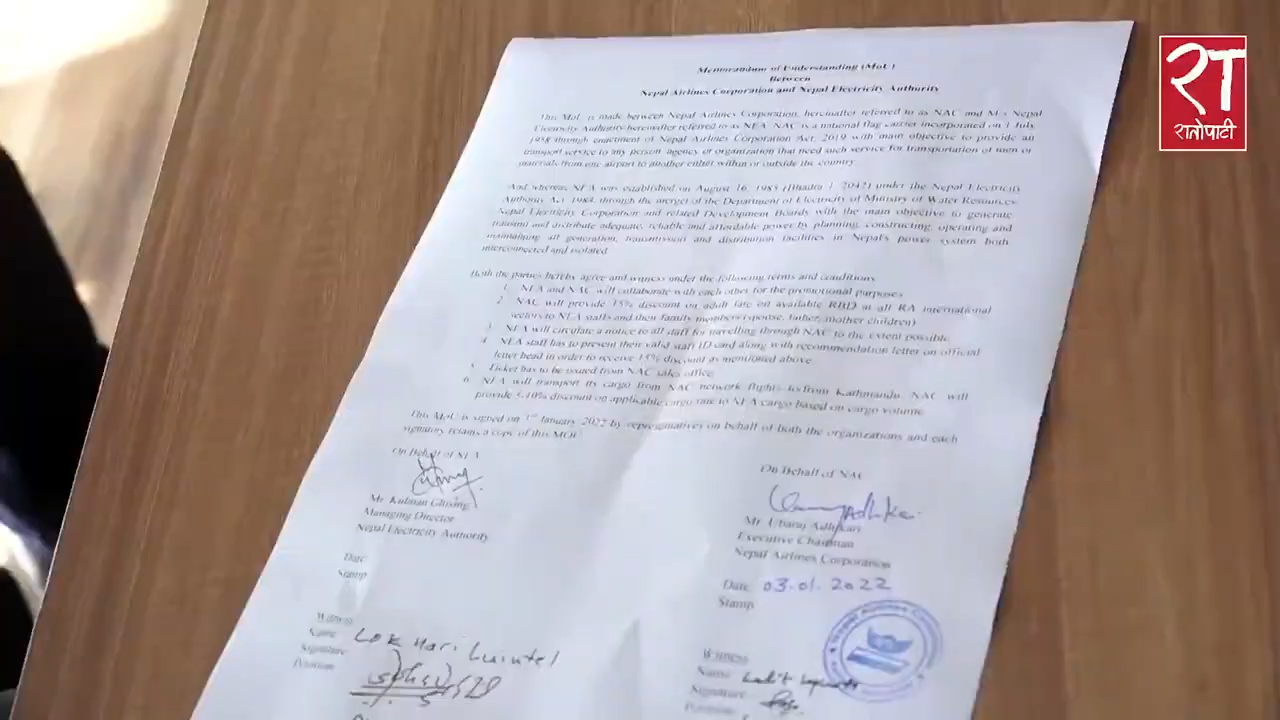 रा
रातोपाटी
Memorandum of Understanding (MoU)
Between
Nepal Airlines Corporation and Nepal Electricity Authority
This MoU is made between Nepal Airlines Corporation, hereinafter referred to as NAC and M/s Nepal
Electricity Authority hereinafter referred to as NEA. NAC is a national flag carrier incorporated on 1 July,
1958 through enactment of Nepal Airlines Corporation Act, 2019 with main objective to provide an
transport service to any person, agency or organization that need such service for transportation of men or
materials from one airport to another either within or outside the country.
And whereas NEA was established on August 16, 1985 (Bhadra 1, 2042) under the Nepal Electricity
Authority Act, 1984, through the merger of the Department of Electricity of Ministry of Water Resources,
Nepal Electricity Corporation and related Development Boards with the main objective to generate,
transmit and distribute adequate, reliable and affordable power by planning, constructing, operating and
maintaining all generation, transmission and distribution facilities in Nepal's power system both
interconnected and isolated.
Both the parties hereby agree and witness under the following terms and conditions
1. NEA and NAC will collaborate with each other for the promotional purposes
2. NAC will provide 15% discount on adult fare on available RBD at all RA international
sectors to NEA staffs and their family members(spouse, father, mother children)
3. NEA will circulate a notice to all staff for travelling through NAC to the extent possible
4. NEA staff has to present their valid staff ID card along with recommendation letter on official
letter head in order to receive 15% discount as mentioned above.
5. Ticket has to be issued from NAC sales office.
6. NEA will transport its cargo from NAC network flights to/from Kathmandu. NAC will
provide 5-10% discount on applicable cargo rate to NEA cargo based on cargo volume.
This MoU is signed on 3rd January 2022 by representatives on behalf of both the organizations and each
signatory retains a copy of this MOU.
On Behalf of NEA
Mr. Kulman Ghising
Managing Director
Nepal Electricity Authority
Date
Stamp
Witness
Name Lok Hari Luintel
Signature
Position
On Behalf of NAC
Mr. Ubaraj Adhikari
Executive Chairman
Nepal Airlines Corporation
Date 03.01.2022
Stamp
Witness
Name Lalit
Signature
Position